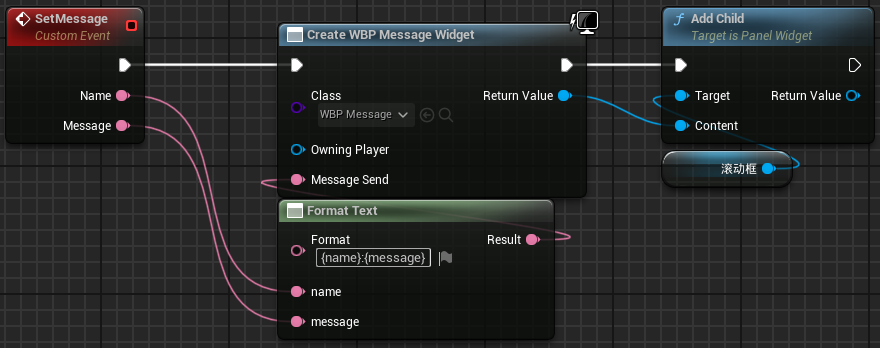 SetMessage
Custom Event
Name
Message
Create WBP Message Widget
Class
WBP Message
Return Value
Owning Player
Message Send
Format Text
Format
{name}:{message}
Result
name
message
Add Child
Target is Panel Widget
Target
Return Value
Content
滚动框